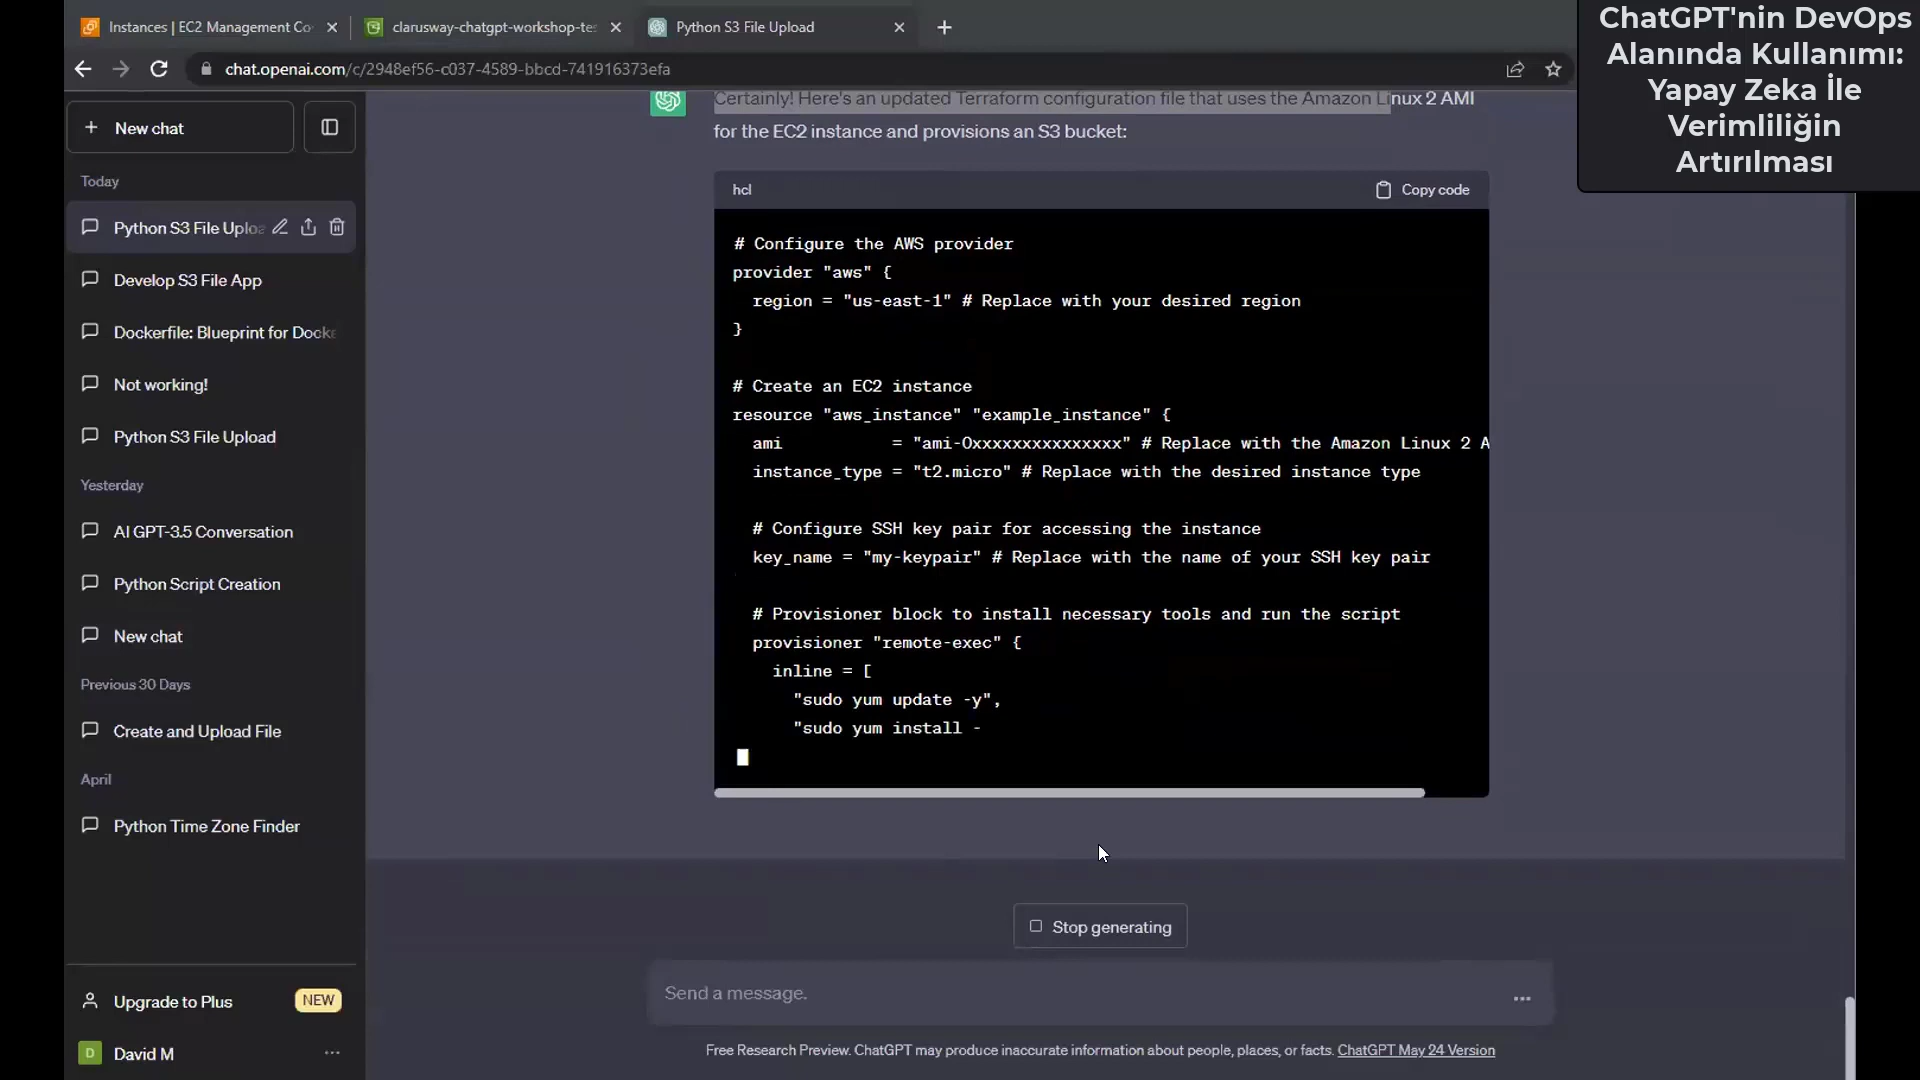 Instances | EC2 Management Co
clarusway-chatgpt-workshop-tes
Python S3 File Upload
chat.openai.com/c/2948ef56-c037-4589-bbcd-741916373efa
ChatGPT'nin DevOps
Alanında Kullanımı:
Yapay Zeka İle
Verimliliğin
Artırılması
New chat
Today
Python S3 File Uploa
Develop S3 File App
Dockerfile: Blueprint for Docke
Not working!
Python S3 File Upload
Yesterday
AI GPT-3.5 Conversation
Python Script Creation
New chat
Previous 30 Days
Create and Upload File
April
Python Time Zone Finder
Upgrade to Plus
NEW
D
David M
Certainly! Here's an updated Terraform configuration file that uses the Amazon Linux 2 AMI
for the EC2 instance and provisions an S3 bucket:
hcl
Copy code
# Configure the AWS provider
provider "aws" {
region = "us-east-1" # Replace with your desired region
}
# Create an EC2 instance
resource "aws_instance" "example_instance" {
ami = "ami-0xxxxxxxxxxxxxxx" # Replace with the Amazon Linux 2 A
instance_type = "t2.micro" # Replace with the desired instance type
# Configure SSH key pair for accessing the instance
key_name = "my-keypair" # Replace with the name of your SSH key pair
# Provisioner block to install necessary tools and run the script
provisioner "remote-exec" {
inline = [
"sudo yum update -y",
"sudo yum install -
Stop generating
Send a message.
Free Research Preview. ChatGPT may produce inaccurate information about people, places, or facts. ChatGPT May 24 Version